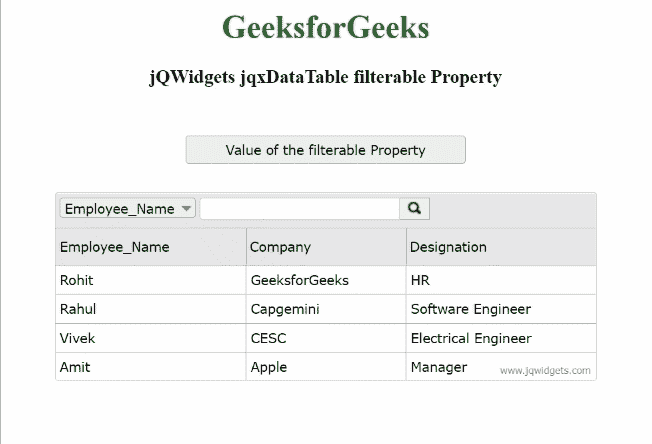 GeeksforGeeks
jQWidgets jqxDataTable filterable Property
Value of the filterable Property
Employee_Name
Employee_Name Company Designation
Rohit GeeksforGeeks HR
Rahul Capgemini Software Engineer
Vivek CESC Electrical Engineer
Amit Apple Manager
www.jqwidgets.com